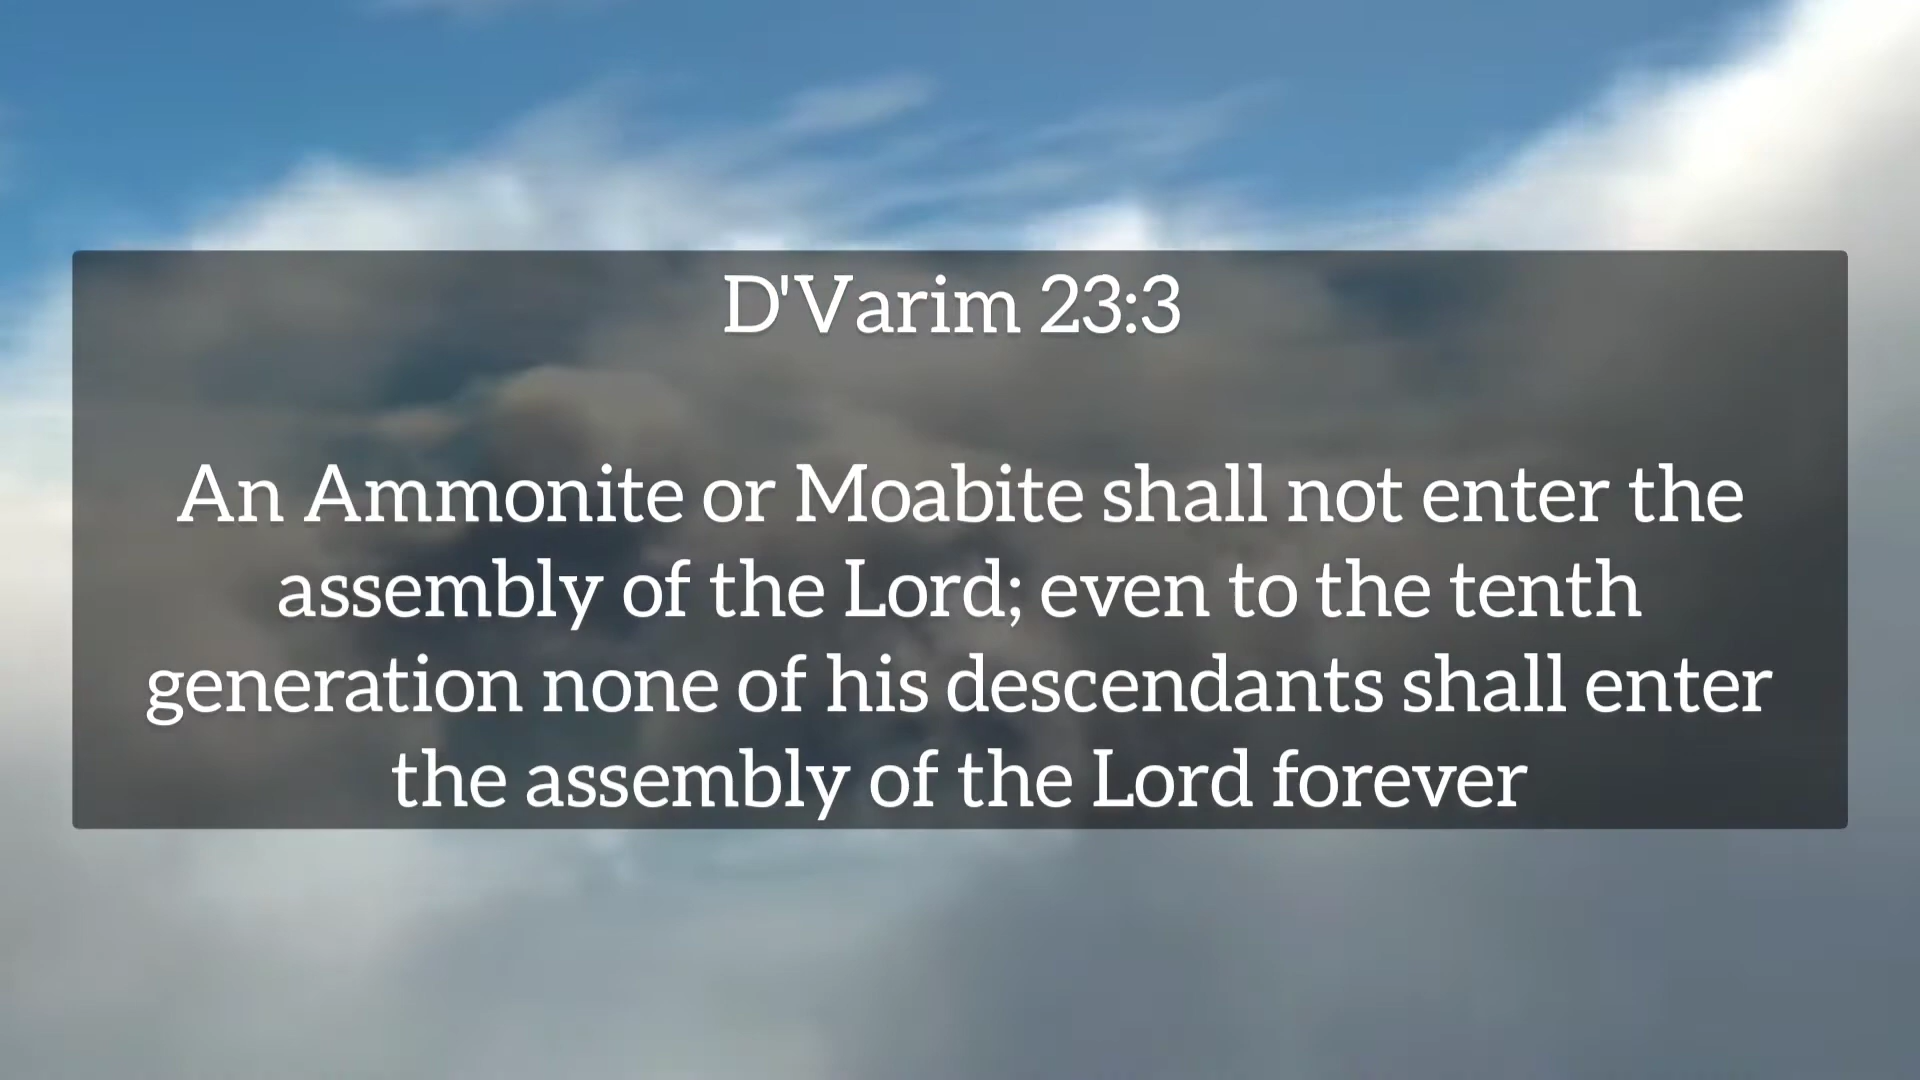 D'Varim 23:3
An Ammonite or Moabite shall not enter the
assembly of the Lord; even to the tenth
generation none of his descendants shall enter
the assembly of the Lord forever